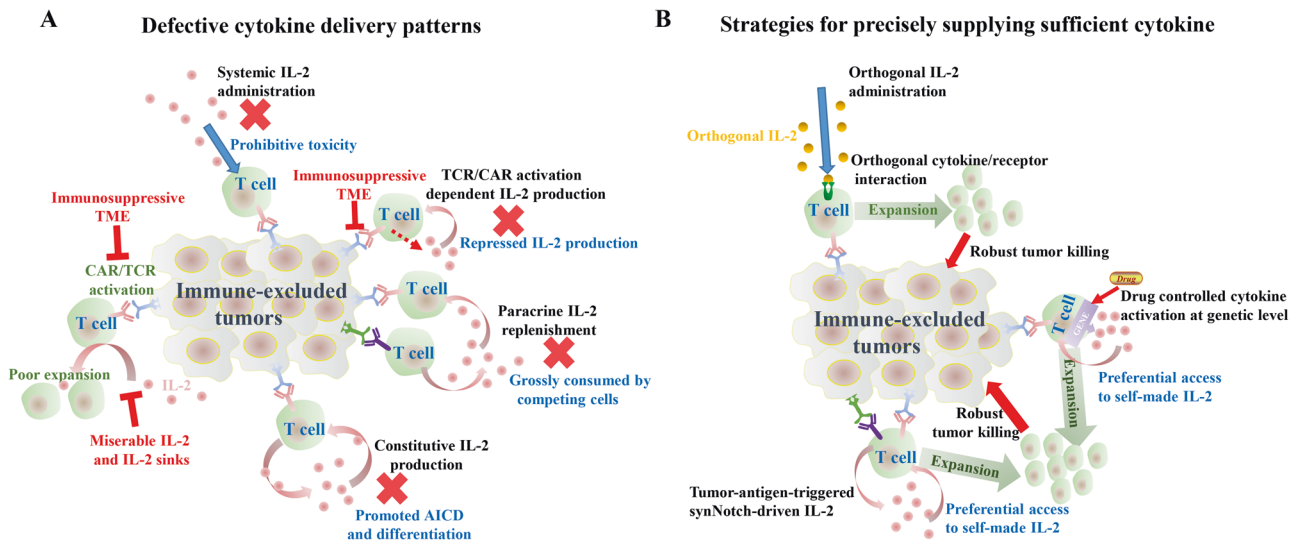 A
Defective cytokine delivery patterns
Systemic IL-2
administration
Prohibitive toxicity
T cell
Immunosuppressive
TME
TCR/CAR activation
dependent IL-2 production
T cell
Repressed IL-2 production
Immunosuppressive
TME
CAR/TCR
activation
T cell
Poor expansion
IL-2
Miserable IL-2
and IL-2 sinks
Immune-excluded
tumors
T cell
Paracrine IL-2
replenishment
T cell
Grossly consumed by
competing cells
T cell
Constitutive IL-2
production
Promoted AICD
and differentiation
B
Strategies for precisely supplying sufficient cytokine
Orthogonal IL-2
administration
Orthogonal IL-2
Orthogonal cytokine/receptor
interaction
T cell
Expansion
Robust tumor killing
Drug
Drug controlled cytokine
activation at genetic level
T cell
GENE
Immune-excluded
tumors
Preferential access
to self-made IL-2
Expansion
Robust
tumor killing
T cell
Expansion
Tumor-antigen-triggered
synNotch-driven IL-2
Preferential access
to self-made IL-2